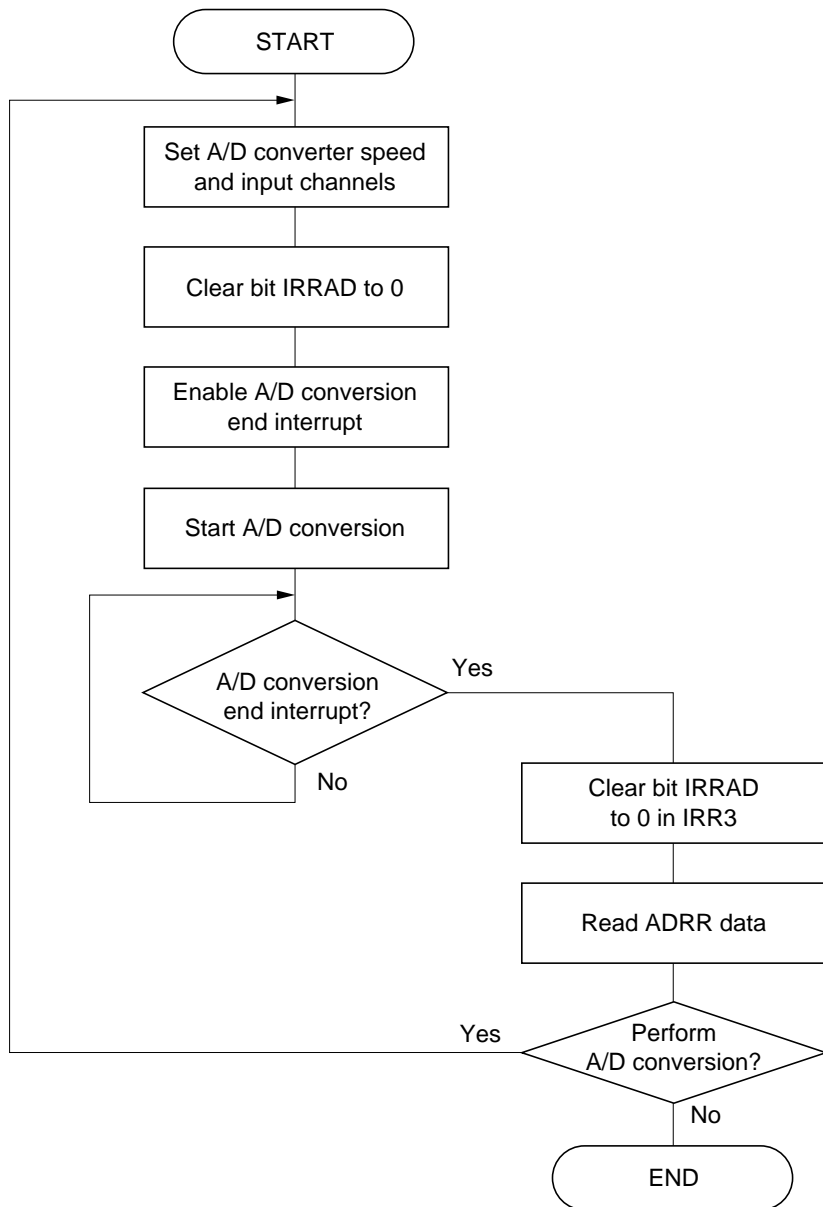 START
Set A/D converter speed
and input channels
Clear bit IRRAD to 0
Enable A/D conversion
end interrupt
Start A/D conversion
A/D conversion
end interrupt?
Yes
No
Clear bit IRRAD
to 0 in IRR3
Read ADRR data
Perform
A/D conversion?
Yes
No
END